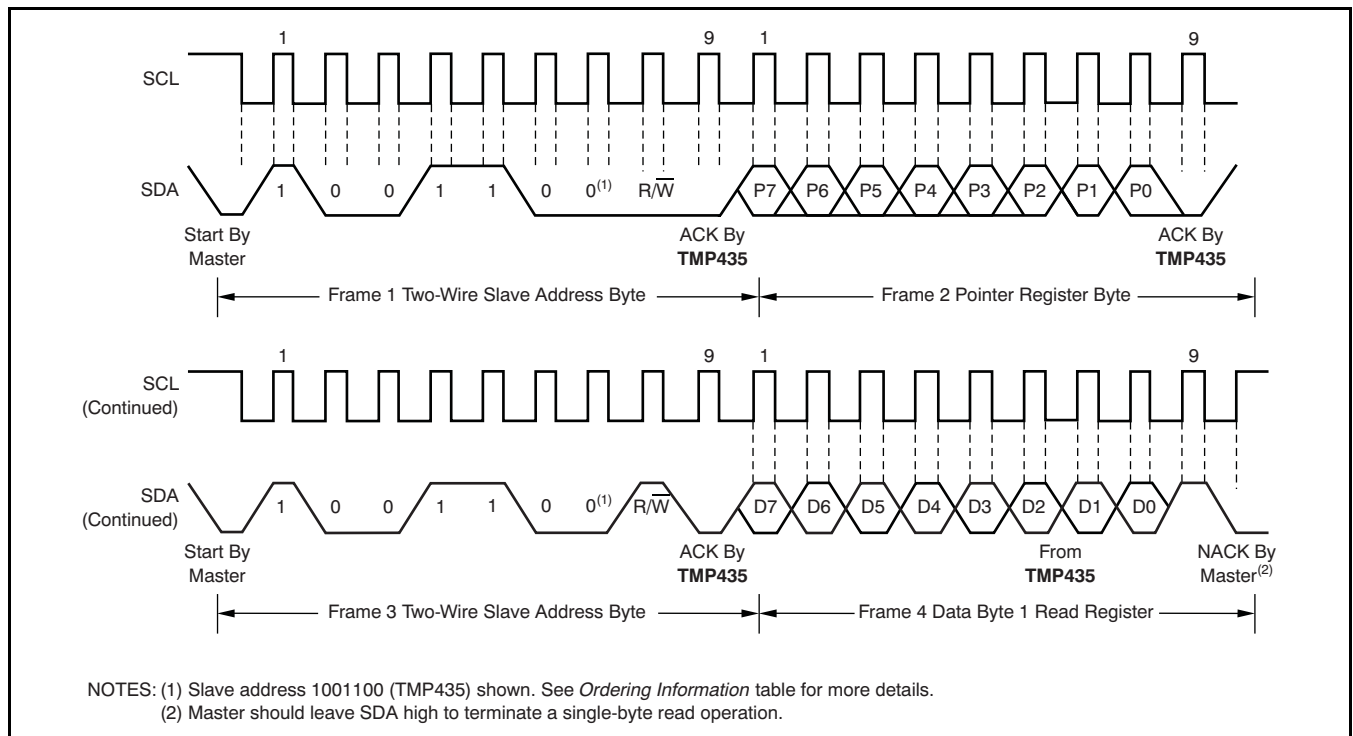 1 9 1 9
SCL
SDA 1 0 0 1 1 0 0(1) R/W P7 P6 P5 P4 P3 P2 P1 P0
Start By Master
ACK By TMP435
ACK By TMP435
Frame 1 Two-Wire Slave Address Byte
Frame 2 Pointer Register Byte
1 9 1 9
SCL (Continued)
SDA (Continued) 1 0 0 1 1 0 0(1) R/W D7 D6 D5 D4 D3 D2 D1 D0
Start By Master
ACK By TMP435
From TMP435
NACK By Master(2)
Frame 3 Two-Wire Slave Address Byte
Frame 4 Data Byte 1 Read Register
NOTES: (1) Slave address 1001100 (TMP435) shown. See Ordering Information table for more details.
(2) Master should leave SDA high to terminate a single-byte read operation.